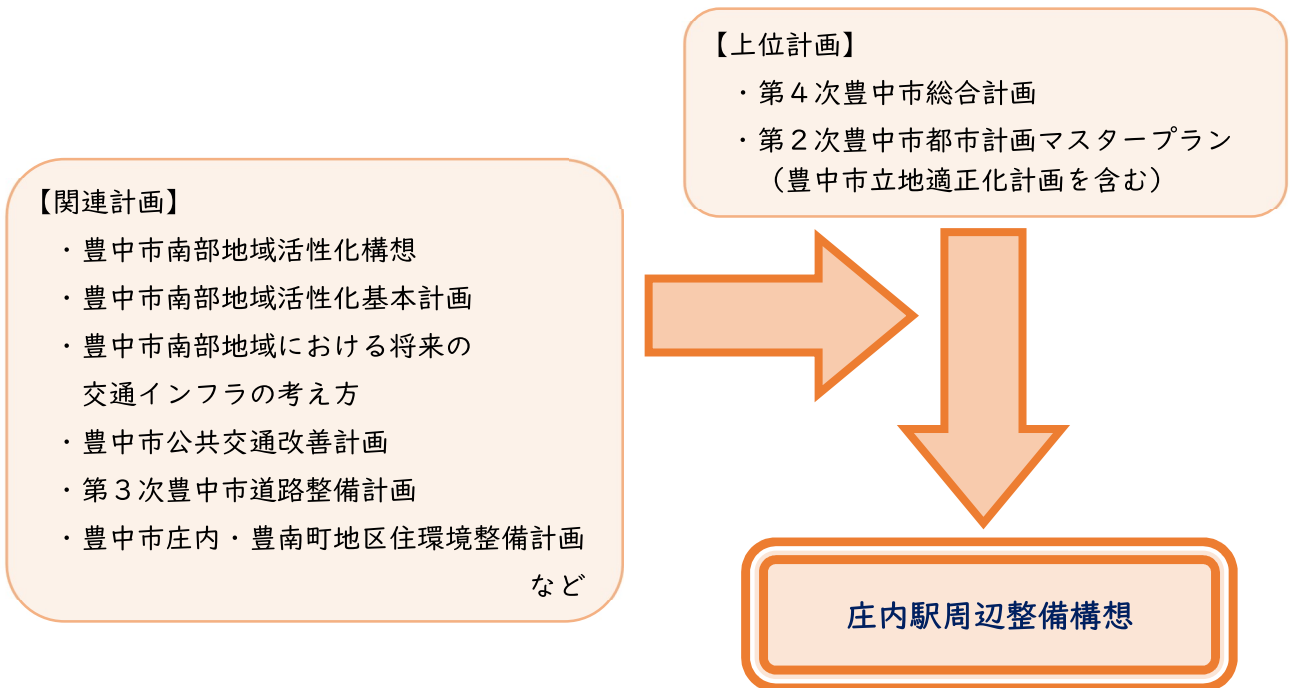 【上位計画】
・第４次豊中市総合計画
・第２次豊中市都市計画マスタープラン
（豊中市立地適正化計画を含む）
【関連計画】
・豊中市南部地域活性化構想
・豊中市南部地域活性化基本計画
・豊中市南部地域における将来の
交通インフラの考え方
・豊中市公共交通改善計画
・第３次豊中市道路整備計画
・豊中市庄内・豊南町地区住環境整備計画
など
庄内駅周辺整備構想